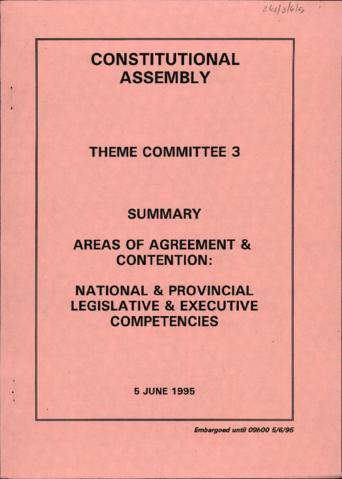 CONSTITUTIONAL
ASSEMBLY
THEME COMMITTEE 3
SUMMARY
AREAS OF AGREEMENT &
CONTENTION:
NATIONAL & PROVINCIAL
LEGISLATIVE & EXECUTIVE
COMPETENCIES
5 JUNE 1995
Embargoed until 09h00 5/6/95